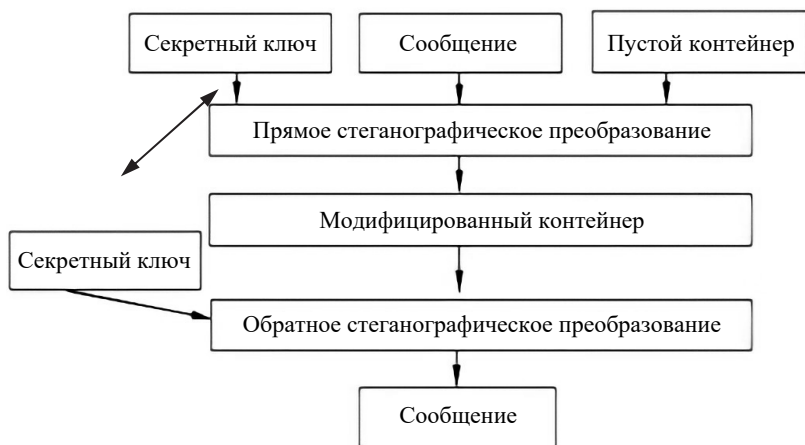 Секретный ключ
Сообщение
Пустой контейнер
Прямое стеганографическое преобразование
Модифицированный контейнер
Секретный ключ
Обратное стеганографическое преобразование
Сообщение